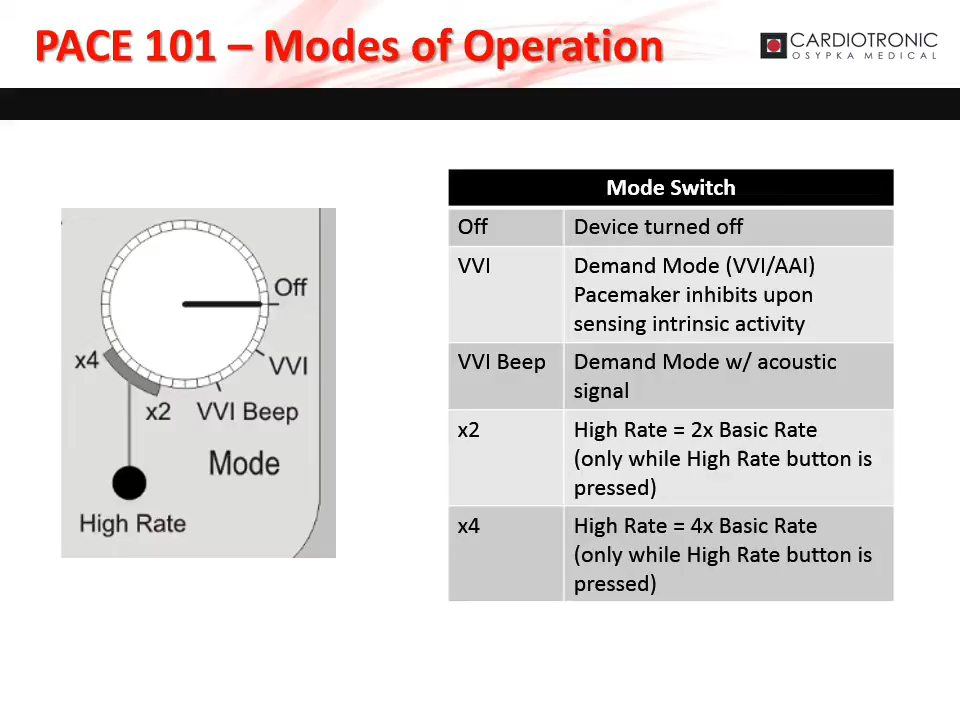 PACE 101 – Modes of Operation
CARDIOTRONIC
OSYPKA MEDICAL
Off
VVI
VVI Beep
x2
x4
Mode
High Rate
Mode Switch
Off Device turned off
VVI Demand Mode (VVI/AAI)
Pacemaker inhibits upon
sensing intrinsic activity
VVI Beep Demand Mode w/ acoustic
signal
x2 High Rate = 2x Basic Rate
(only while High Rate button is
pressed)
x4 High Rate = 4x Basic Rate
(only while High Rate button is
pressed)